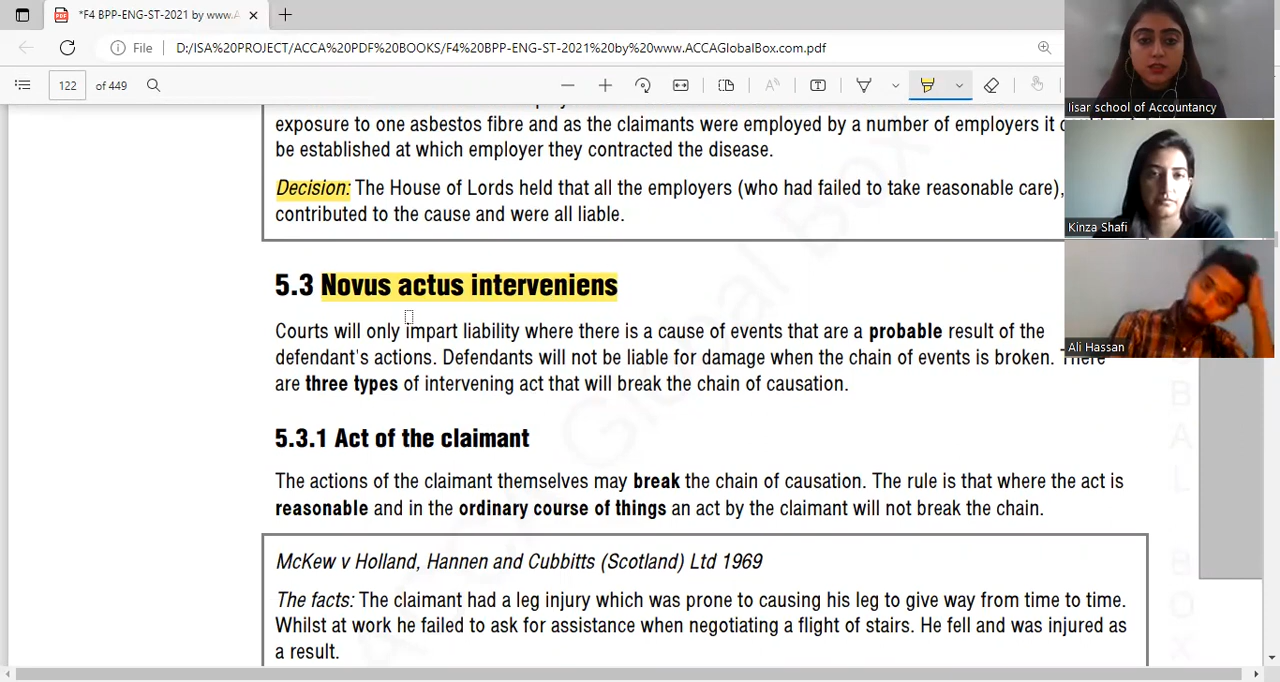 *F4 BPP-ENG-ST-2021 by www.A
File
D:/ISA%20PROJECT/ACCA%20PDF%20BOOKS/F4%20BPP-ENG-ST-2021%20by%20www.ACCAGlobalBox.com.pdf
122 of 449
exposure to one asbestos fibre and as the claimants were employed by a number of employers it
be established at which employer they contracted the disease.
Decision: The House of Lords held that all the employers (who had failed to take reasonable care),
contributed to the cause and were all liable.
5.3 Novus actus interveniens
Courts will only impart liability where there is a cause of events that are a probable result of the
defendant's actions. Defendants will not be liable for damage when the chain of events is broken. There
are three types of intervening act that will break the chain of causation.
5.3.1 Act of the claimant
The actions of the claimant themselves may break the chain of causation. The rule is that where the act is
reasonable and in the ordinary course of things an act by the claimant will not break the chain.
McKew v Holland, Hannen and Cubbitts (Scotland) Ltd 1969
The facts: The claimant had a leg injury which was prone to causing his leg to give way from time to time.
Whilst at work he failed to ask for assistance when negotiating a flight of stairs. He fell and was injured as
a result.
Iisar school of Accountancy
Kinza Shafi
Ali Hassan
Global Box
B
A
L
B
O
X